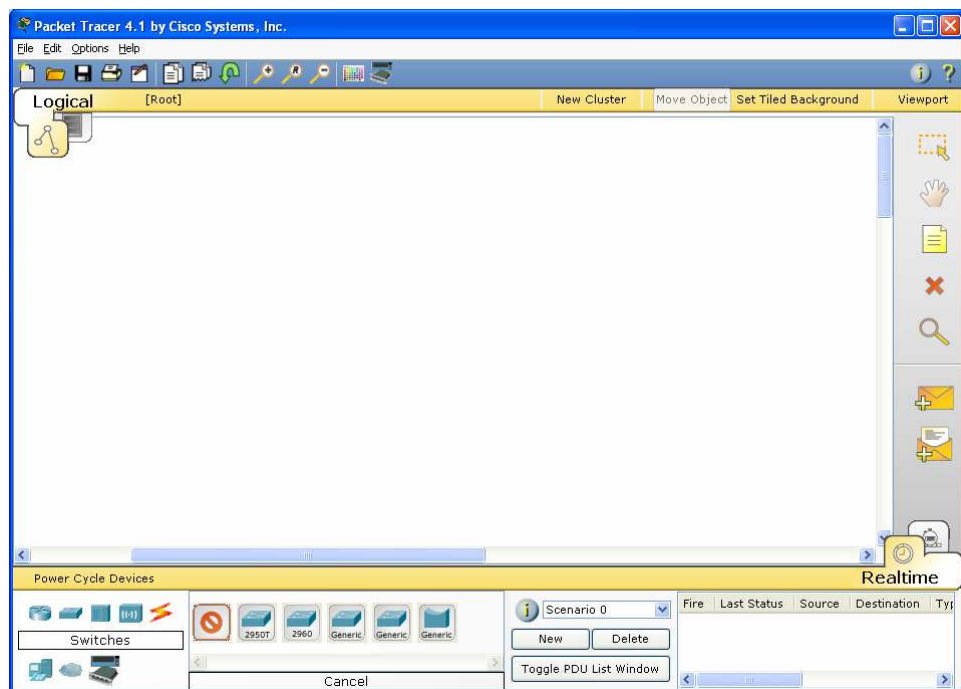 Packet Tracer 4.1 by Cisco Systems, Inc.
File Edit Options Help
Logical [Root] New Cluster Move Object Set Tiled Background Viewport
Power Cycle Devices Realtime
Switches
2950T 2960 Generic Generic Generic
Cancel
Scenario 0
New Delete
Toggle PDU List Window
Fire Last Status Source Destination Typ